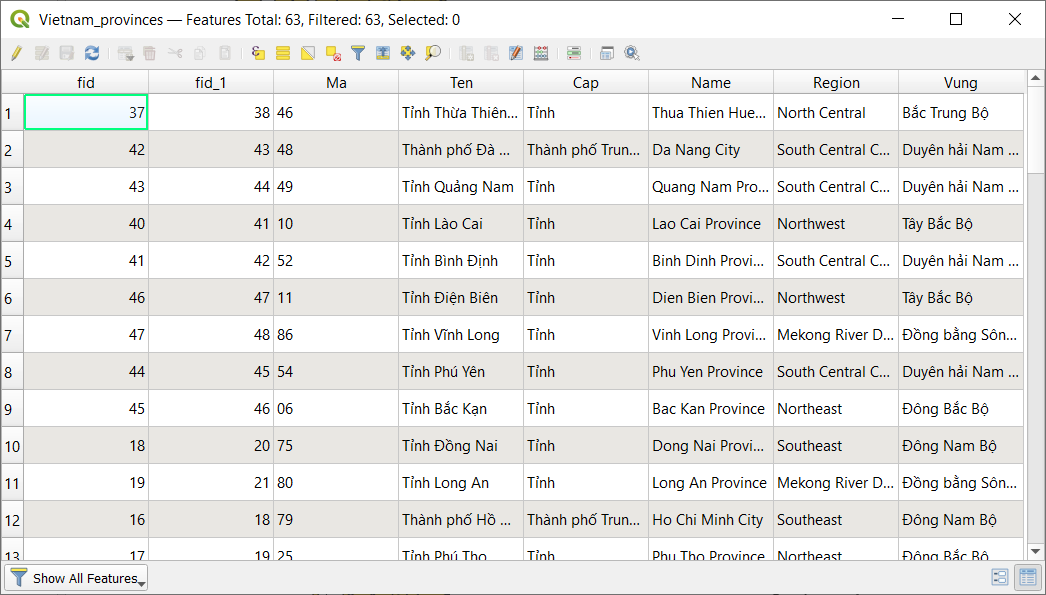 Vietnam_provinces — Features Total: 63, Filtered: 63, Selected: 0
fid fid_1 Ma Ten Cap Name Region Vung
1 37 38 46 Tỉnh Thừa Thiên... Tỉnh Thua Thien Hue... North Central Bắc Trung Bộ
2 42 43 48 Thành phố Đà ... Thành phố Trun... Da Nang City South Central C... Duyên hải Nam ...
3 43 44 49 Tỉnh Quảng Nam Tỉnh Quang Nam Pro... South Central C... Duyên hải Nam ...
4 40 41 10 Tỉnh Lào Cai Tỉnh Lao Cai Province Northwest Tây Bắc Bộ
5 41 42 52 Tỉnh Bình Định Tỉnh Binh Dinh Provi... South Central C... Duyên hải Nam ...
6 46 47 11 Tỉnh Điện Biên Tỉnh Dien Bien Provi... Northwest Tây Bắc Bộ
7 47 48 86 Tỉnh Vĩnh Long Tỉnh Vinh Long Provi... Mekong River D... Đồng bằng Sôn...
8 44 45 54 Tỉnh Phú Yên Tỉnh Phu Yen Province South Central C... Duyên hải Nam ...
9 45 46 06 Tỉnh Bắc Kạn Tỉnh Bac Kan Province Northeast Đông Bắc Bộ
10 18 20 75 Tỉnh Đồng Nai Tỉnh Dong Nai Provi... Southeast Đông Nam Bộ
11 19 21 80 Tỉnh Long An Tỉnh Long An Province Mekong River D... Đồng bằng Sôn...
12 16 18 79 Thành phố Hồ ... Thành phố Trun... Ho Chi Minh City Southeast Đông Nam Bộ
13 17 19 25 Tỉnh Phú Thọ Tỉnh Phu Tho Province Northeast Đông Bắc Bộ
Show All Features